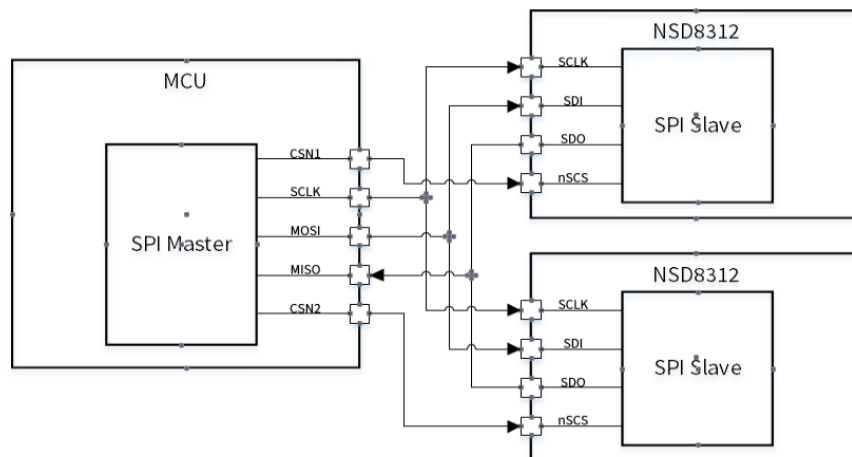 MCU
SPI Master
CSN1
SCLK
MOSI
MISO
CSN2
NSD8312
SCLK
SDI
SDO
nSCS
SPI Slave
NSD8312
SCLK
SDI
SDO
nSCS
SPI Slave